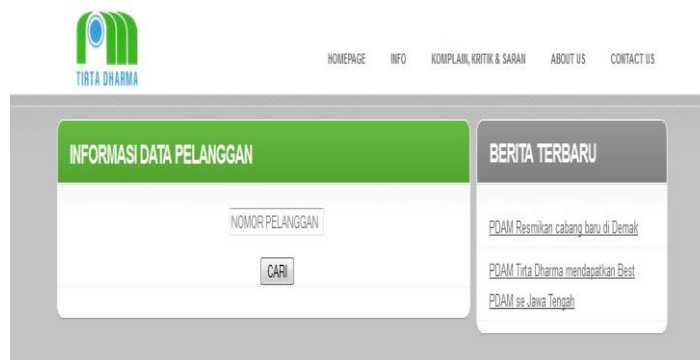 TIRTA DHARMA
HOMEPAGE INFO KOMPLAIN, KRITIK & SARAN ABOUT US CONTACT US
INFORMASI DATA PELANGGAN
NOMOR PELANGGAN
CARI
BERITA TERBARU
PDAM Resmikan cabang baru di Demak
PDAM Tirta Dharma mendapatkan Best
PDAM se Jawa Tengah